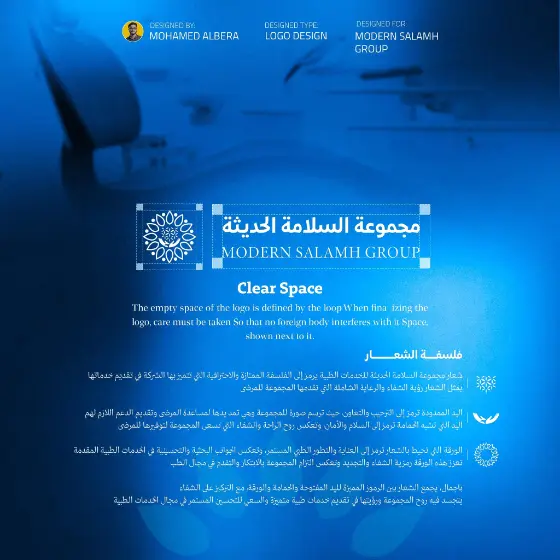 DESIGNED BY:
MOHAMED ALBERA
DESIGNED TYPE:
LOGO DESIGN
DESIGNED FOR
MODERN SALAMH
GROUP
مجموعة السلامة الحديثة
MODERN SALAMH GROUP
Clear Space
The empty space of the logo is defined by the loop When fina izing the
logo, care must be taken So that no foreign body interferes with it Space,
shown next to it.
فلسفــة الشعـــــار
شعار مجموعة السلامة الحديثة للخدمات الطبية يرمز إلى الفلسفة الممتازة والاحترافية التي تتميز بها الشركة في تقديم خدماتها
يمثل الشعار رؤية الشفاء والرعاية الشاملة التي تقدمها المجموعة للمرضى
اليد الممدودة ترمز إلى الترحيب والتعاون، حيث ترسم صورة للمجموعة وهي تمد يدها لمساعدة المرضى وتقديم الدعم اللازم لهم
اليد التي تشبه الحمامة ترمز إلى السلام والأمان، وتعكس روح الراحة والشفاء التي تسعى المجموعة لتوفيرها للمرضى
الورقة التي تحيط بالشعار ترمز إلى العناية والتطور الطبي المستمر، وتعكس الجوانب البحثية والتحسينية في الخدمات الطبية المقدمة
تعزز هذه الورقة رمزية الشفاء والتجديد وتعكس التزام المجموعة بالابتكار والتقدم في مجال الطب
باجمال، يجمع الشعار بين الرموز المميزة لليد المفتوحة والحمامة والورقة، مع التركيز على الشفاء
يتجسد فيه روح المجموعة ورؤيتها في تقديم خدمات طبية متميزة والسعي للتحسين المستمر في مجال الخدمات الطبية